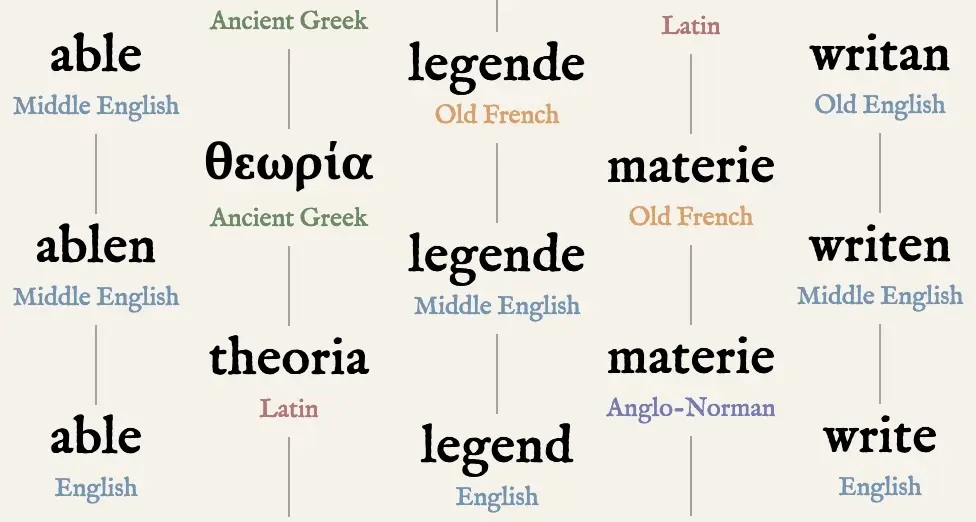 able
Middle English
ablen
Middle English
able
English
Ancient Greek
θεωρία
Ancient Greek
theoria
Latin
legende
Old French
legende
Middle English
legend
English
Latin
materie
Old French
materie
Anglo-Norman
writan
Old English
writen
Middle English
write
English